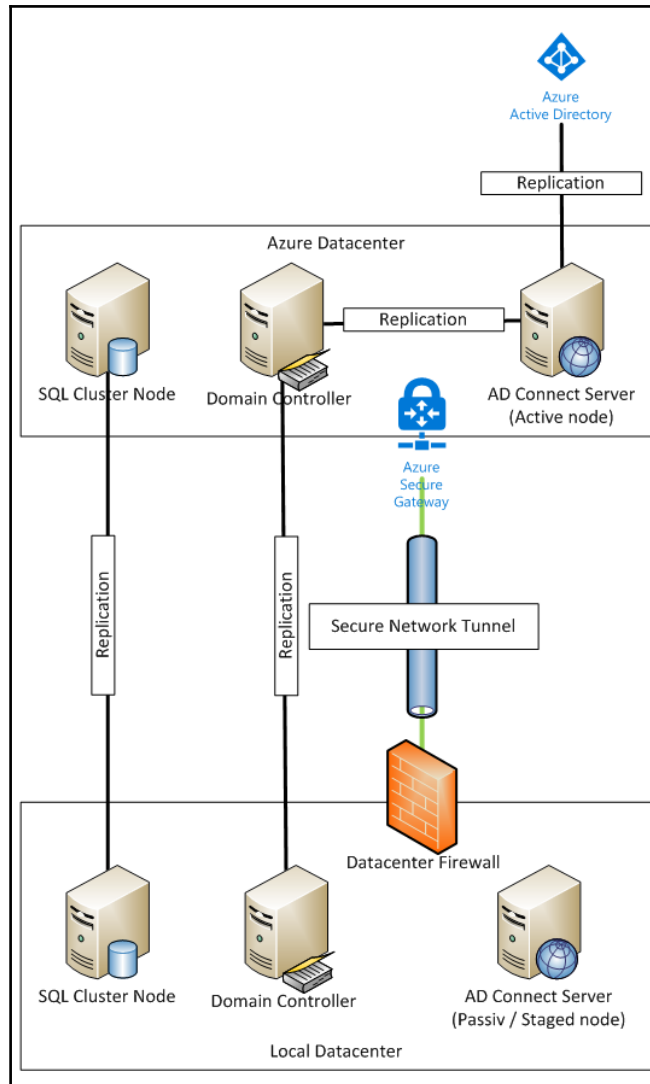 Azure
Active Directory
Replication
Azure Datacenter
Replication
SQL Cluster Node
Domain Controller
AD Connect Server
(Active node)
Azure
Secure
Gateway
Replication
Replication
Secure Network Tunnel
Datacenter Firewall
SQL Cluster Node
Domain Controller
AD Connect Server
(Passiv / Staged node)
Local Datacenter